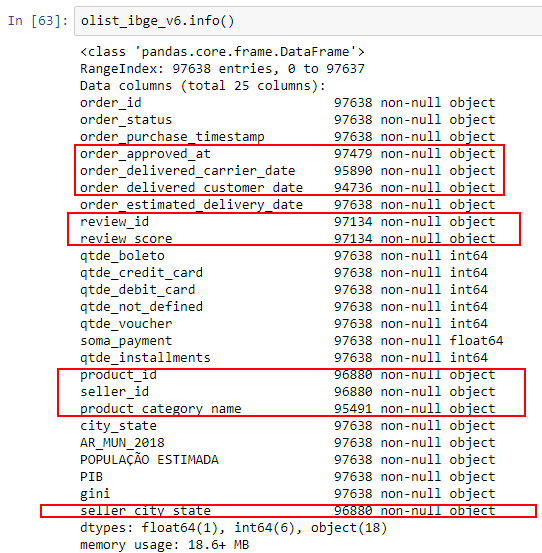 In [63]: olist_ibge_v6.info()
<class 'pandas.core.frame.DataFrame'>
RangeIndex: 97638 entries, 0 to 97637
Data columns (total 25 columns):
order_id 97638 non-null object
order_status 97638 non-null object
order_purchase_timestamp 97638 non-null object
order_approved_at 97479 non-null object
order_delivered_carrier_date 95890 non-null object
order_delivered_customer_date 94736 non-null object
order_estimated_delivery_date 97638 non-null object
review_id 97134 non-null object
review_score 97134 non-null object
qtde_boleto 97638 non-null int64
qtde_credit_card 97638 non-null int64
qtde_debit_card 97638 non-null int64
qtde_not_defined 97638 non-null int64
qtde_voucher 97638 non-null int64
soma_payment 97638 non-null float64
qtde_installments 97638 non-null int64
product_id 96880 non-null object
seller_id 96880 non-null object
product_category_name 95491 non-null object
city_state 97638 non-null object
AR_MUN_2018 97638 non-null object
POPULAÇÃO ESTIMADA 97638 non-null object
PIB 97638 non-null object
gini 97638 non-null object
seller_city_state 96880 non-null object
dtypes: float64(1), int64(6), object(18)
memory usage: 18.6+ MB